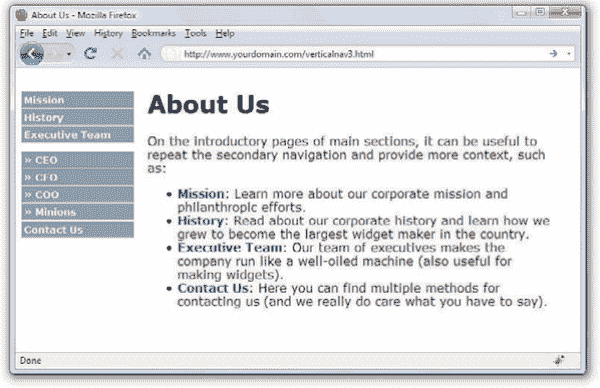 About Us - Mozilla Firefox
File Edit View History Bookmarks Tools Help
http://www.yourdomain.com/verticalnav3.html
Mission
History
Executive Team
» CEO
» CFO
» COO
» Minions
Contact Us
About Us
On the introductory pages of main sections, it can be useful to
repeat the secondary navigation and provide more context, such
as:
• Mission: Learn more about our corporate mission and
philanthropic efforts.
• History: Read about our corporate history and learn how we
grew to become the largest widget maker in the country.
• Executive Team: Our team of executives makes the
company run like a well-oiled machine (also useful for
making widgets).
• Contact Us: Here you can find multiple methods for
contacting us (and we really do care what you have to say).
Done